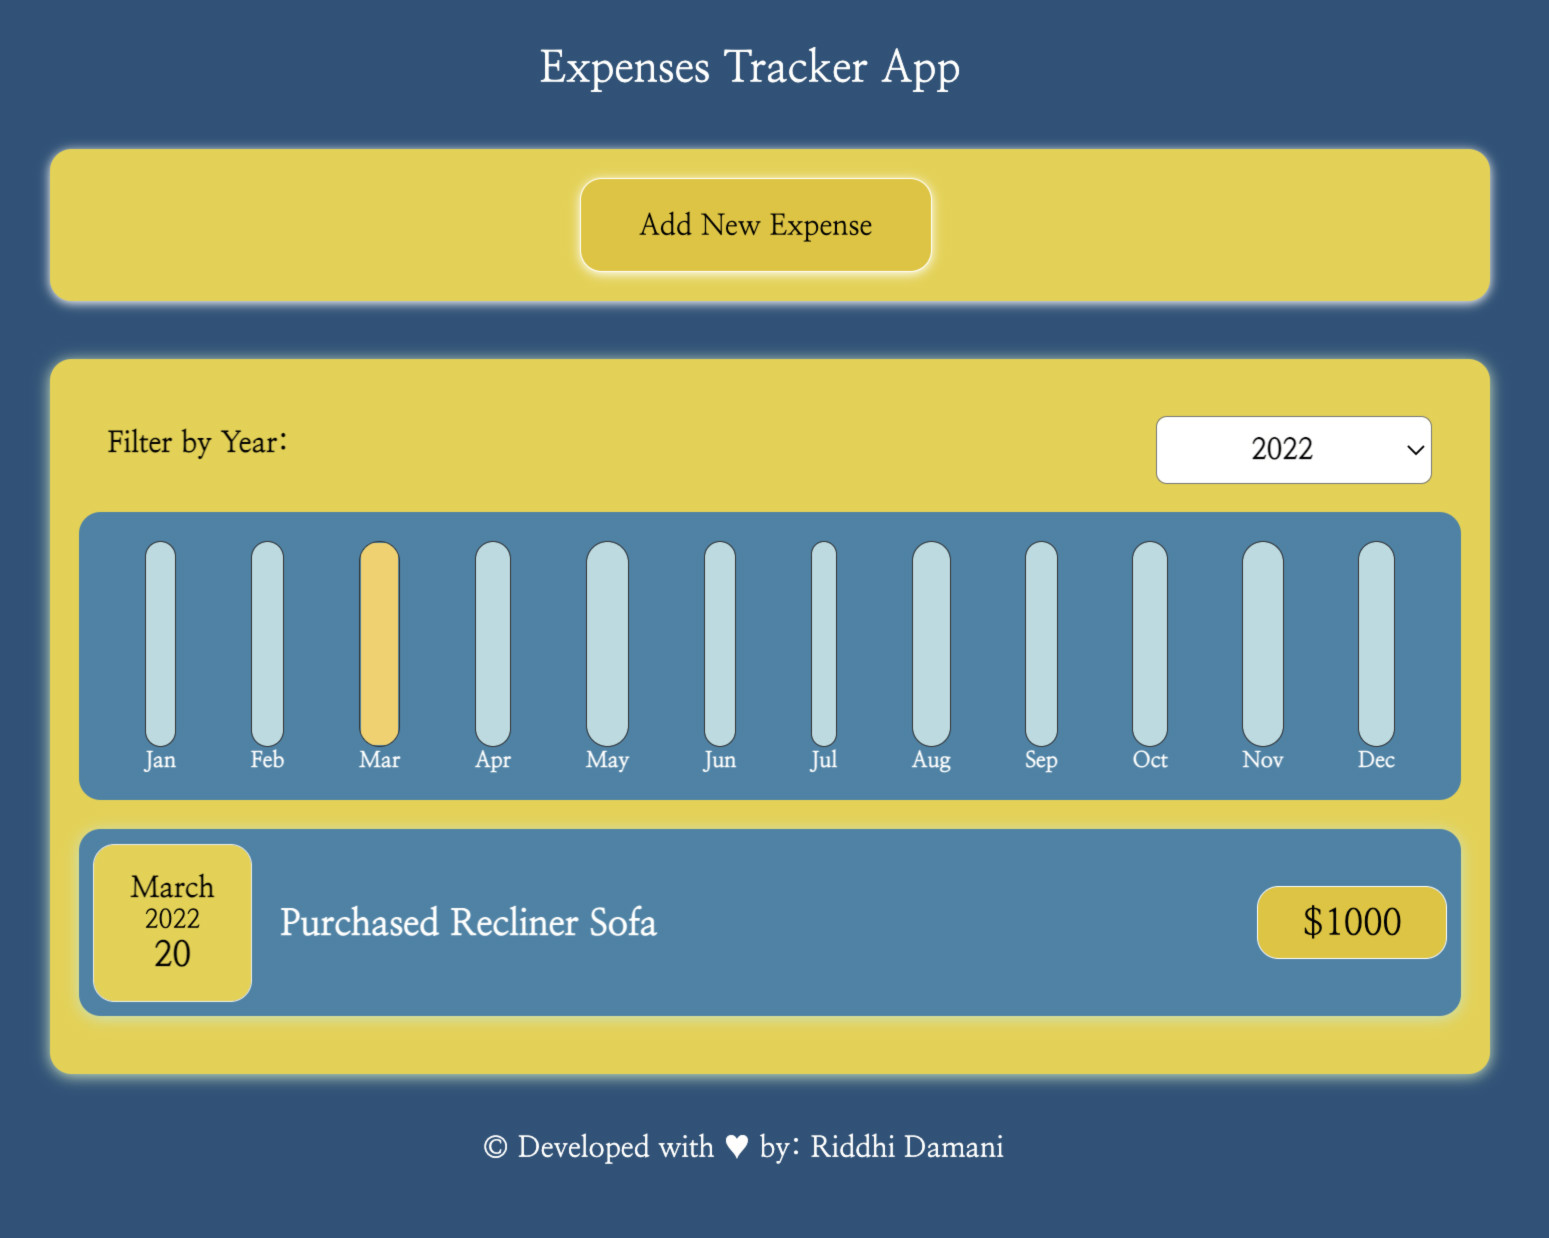 Expenses Tracker App
Add New Expense
Filter by Year:
2022
Jan Feb Mar Apr May Jun Jul Aug Sep Oct Nov Dec
March
2022
20
Purchased Recliner Sofa
$1000
© Developed with ♥ by: Riddhi Damani